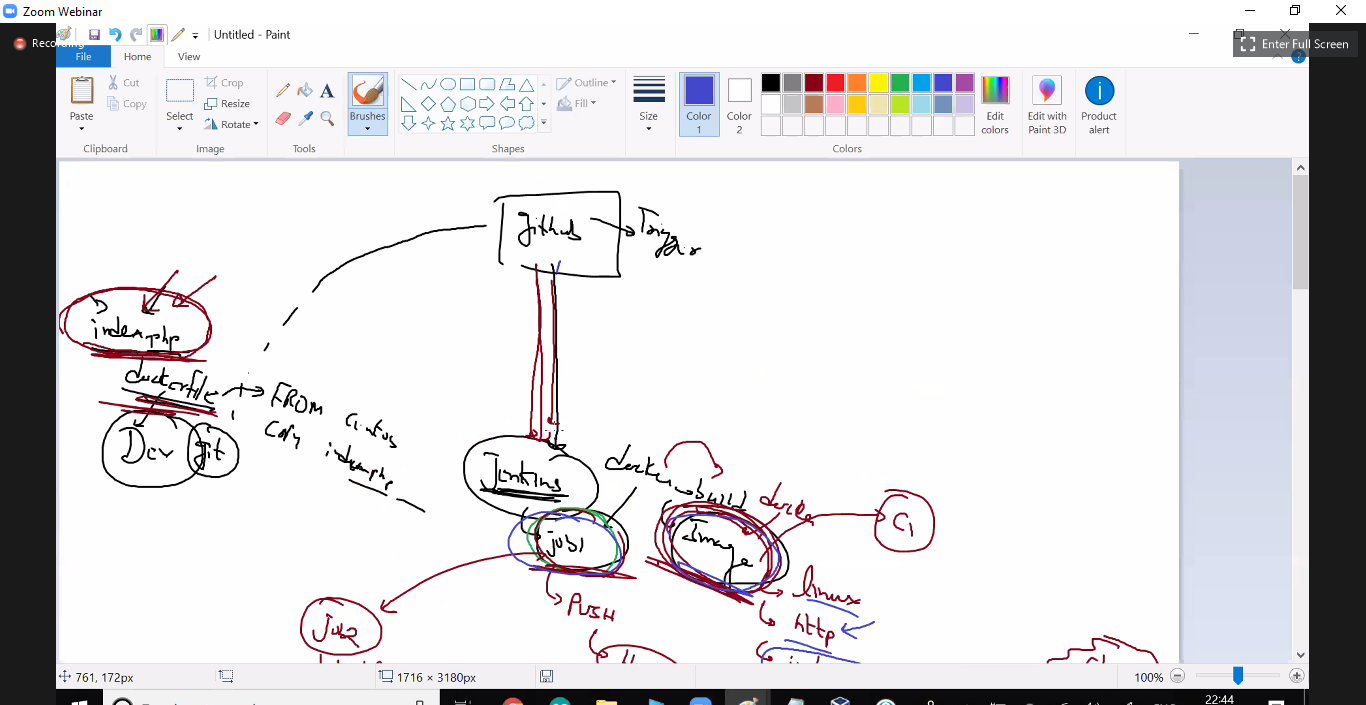 Zoom Webinar
Recording
Untitled - Paint
Enter Full Screen
File
Home
View
Paste
Cut
Copy
Clipboard
Select
Crop
Resize
Rotate
Image
Tools
Brushes
Shapes
Outline
Fill
Size
Color
1
Color
2
Edit
colors
Colors
Edit with
Paint 3D
Product
alert
github
Trigger
index.php
dockerfile
FROM centos
Copy index.php
Dev
git
Jenkins
docker build
docker
job1
Image
C1
linux
PUSH
http
Job2
761, 172px
1716 × 3180px
100%
22:44